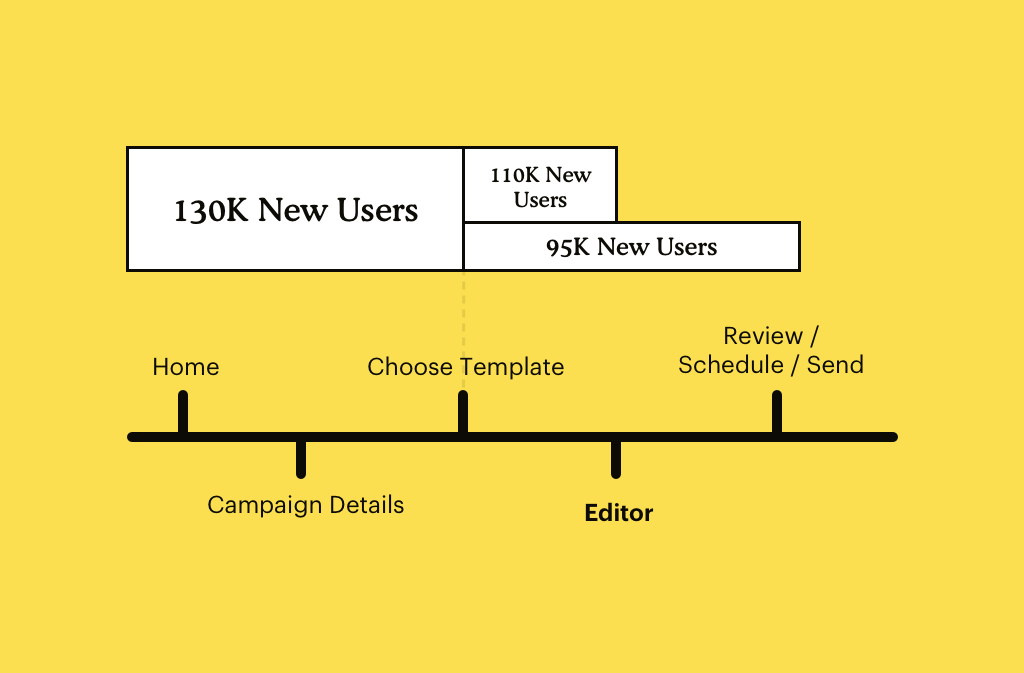 130K New Users
110K New
Users
95K New Users
Home
Choose Template
Review /
Schedule / Send
Campaign Details
Editor